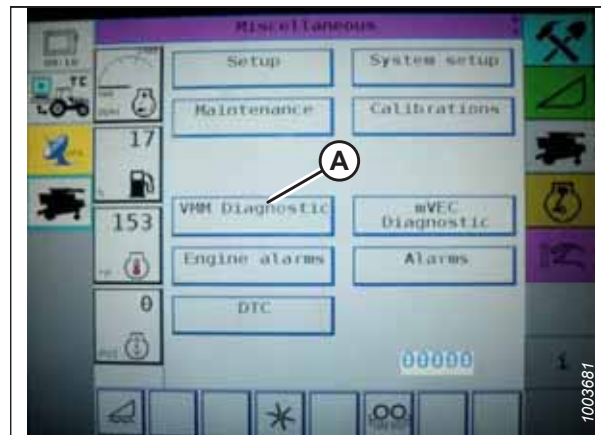 Miscellaneous
TC
Setup
System setup
Maintenance
Calibrations
17
A
VMM Diagnostic
mVEC
Diagnostic
153
Engine alarms
Alarms
0
DTC
00000
i
1003681